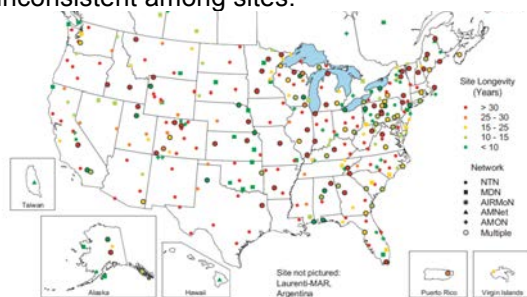 inconsistent among sites.
Site Longevity
(Years)
> 30
25 - 30
15 - 25
10 - 15
< 10
Network
NTN
MDN
AIRMoN
AMNet
AMON
Multiple
Taiwan
Alaska
Hawaii
Site not pictured:
Laurenti-MAR,
Argentina
Puerto Rico
Virgin Islands